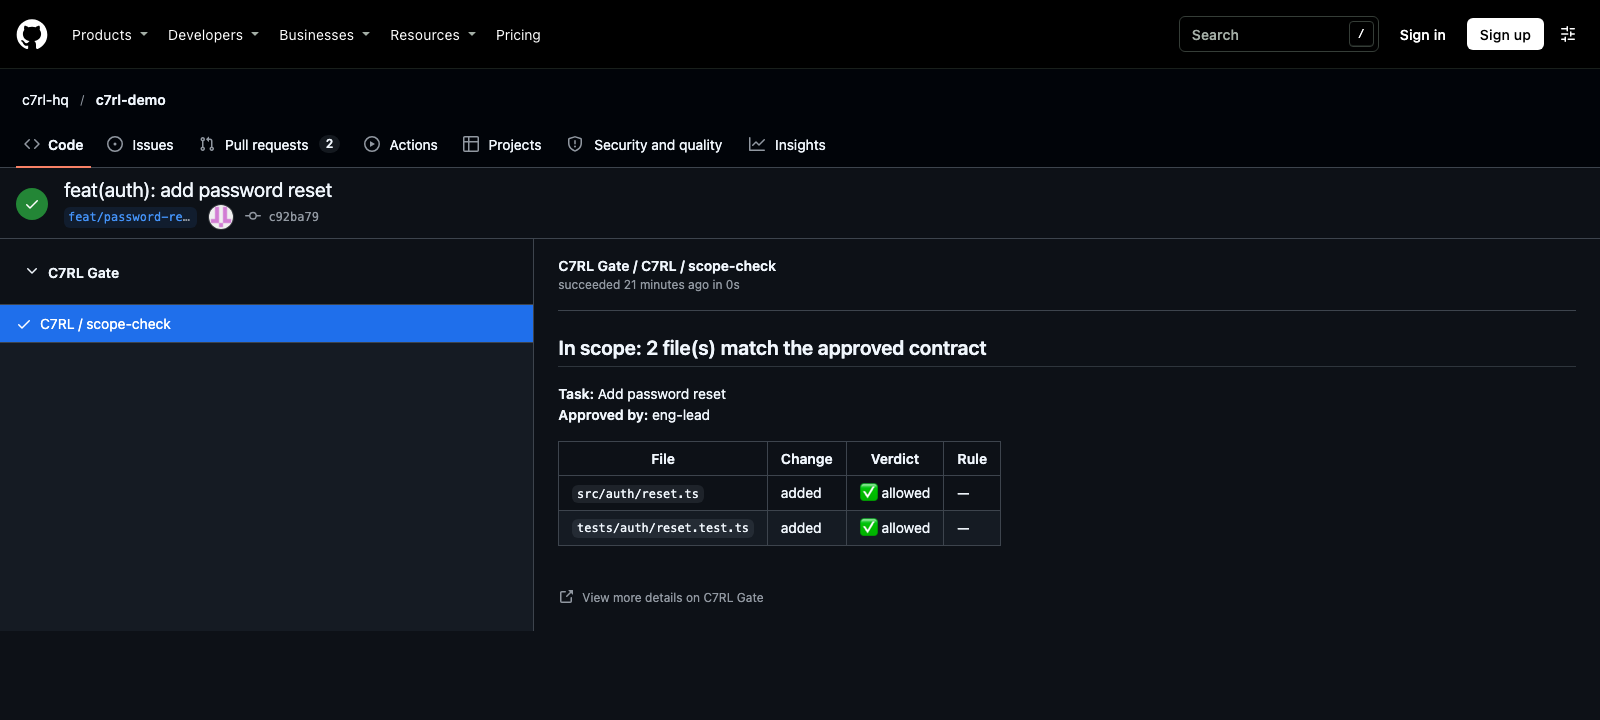 Products Developers Businesses Resources Pricing Search / Sign in Sign up
c7rl-hq / c7rl-demo
Code Issues Pull requests 2 Actions Projects Security and quality Insights
feat(auth): add password reset
feat/password-re… c92ba79
C7RL Gate
C7RL / scope-check
C7RL Gate / C7RL / scope-check
succeeded 21 minutes ago in 0s
In scope: 2 file(s) match the approved contract
Task: Add password reset
Approved by: eng-lead
File Change Verdict Rule
src/auth/reset.ts added ✅ allowed —
tests/auth/reset.test.ts added ✅ allowed —
View more details on C7RL Gate